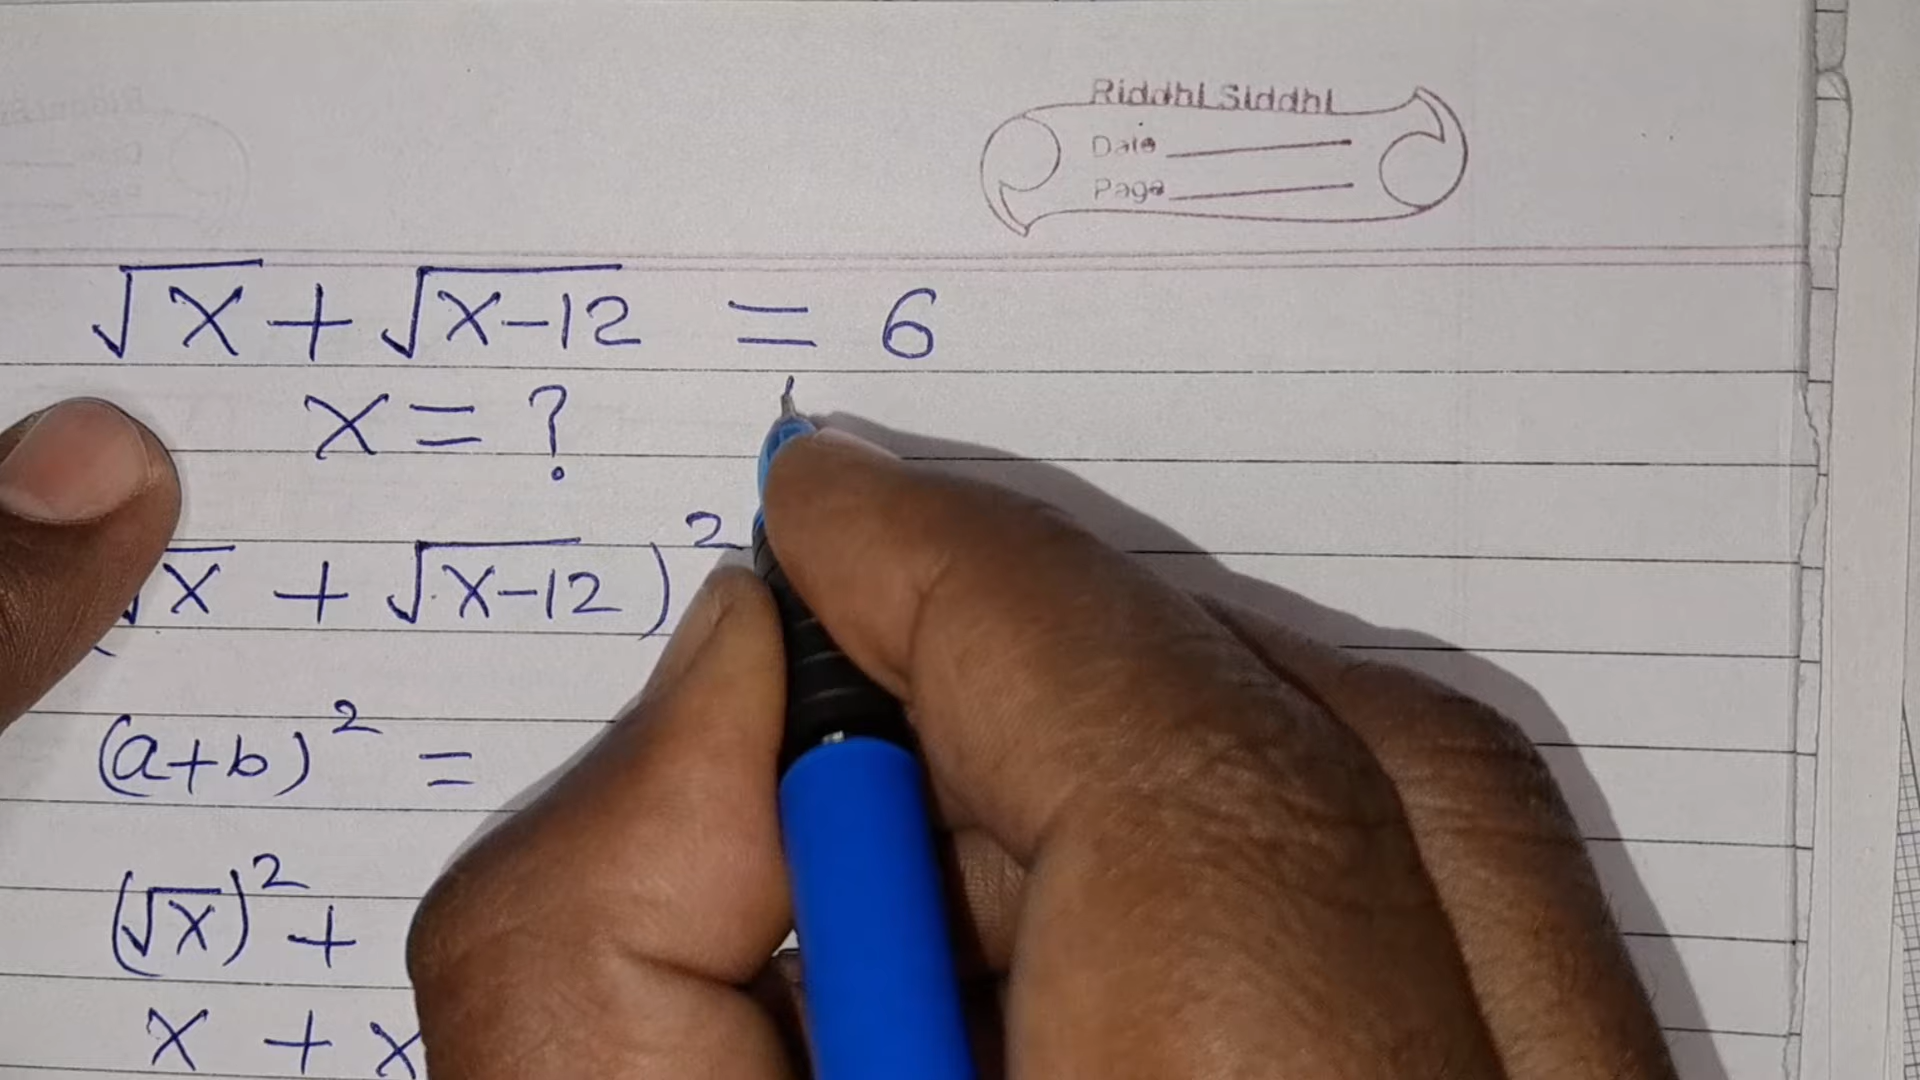 Riddhi Siddhi
Date
Page
√x + √x-12 = 6
x = ?
√x + √x-12 )²
(a+b)² =
(√x)² +
x + x